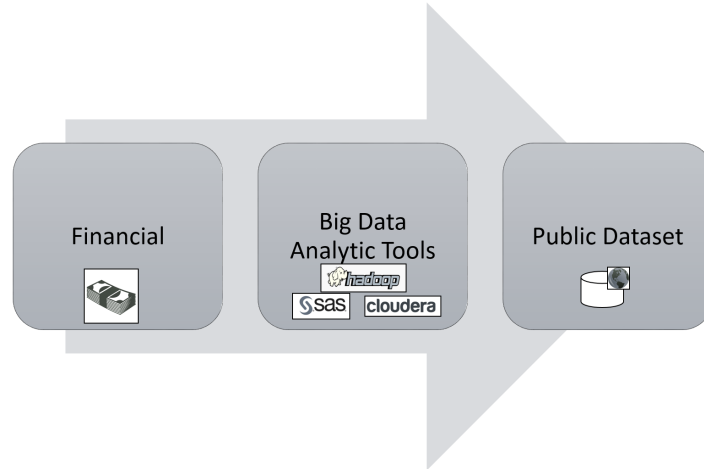 Financial
Big Data
Analytic Tools
hadoop
sas
cloudera
Public Dataset